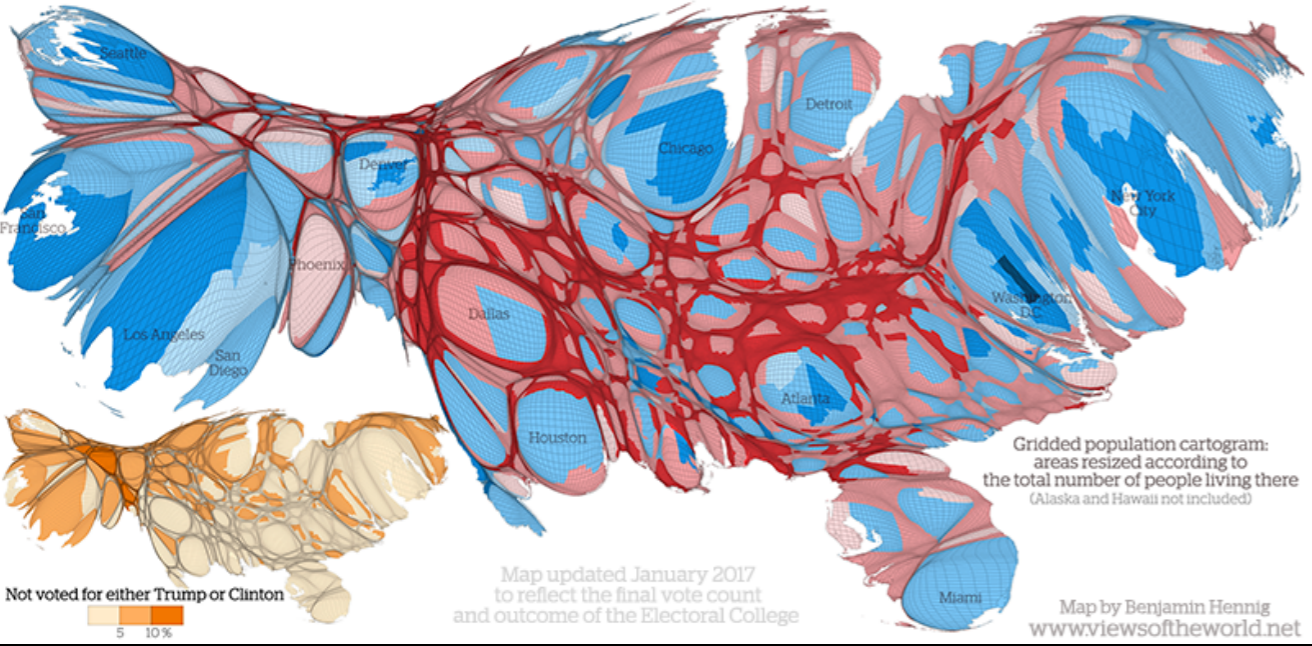 Seattle
Detroit
Chicago
Denver
New York
City
San
Francisco
Phoenix
Washington,
D.C
Dallas
Los Angeles
San
Diego
Atlanta
Houston
Gridded population cartogram:
areas resized according to
the total number of people living there
(Alaska and Hawaii not included)
Miami
Map updated January 2017
to reflect the final vote count
and outcome of the Electoral College
Not voted for either Trump or Clinton
5 10%
Map by Benjamin Hennig
www.viewsoftheworld.net